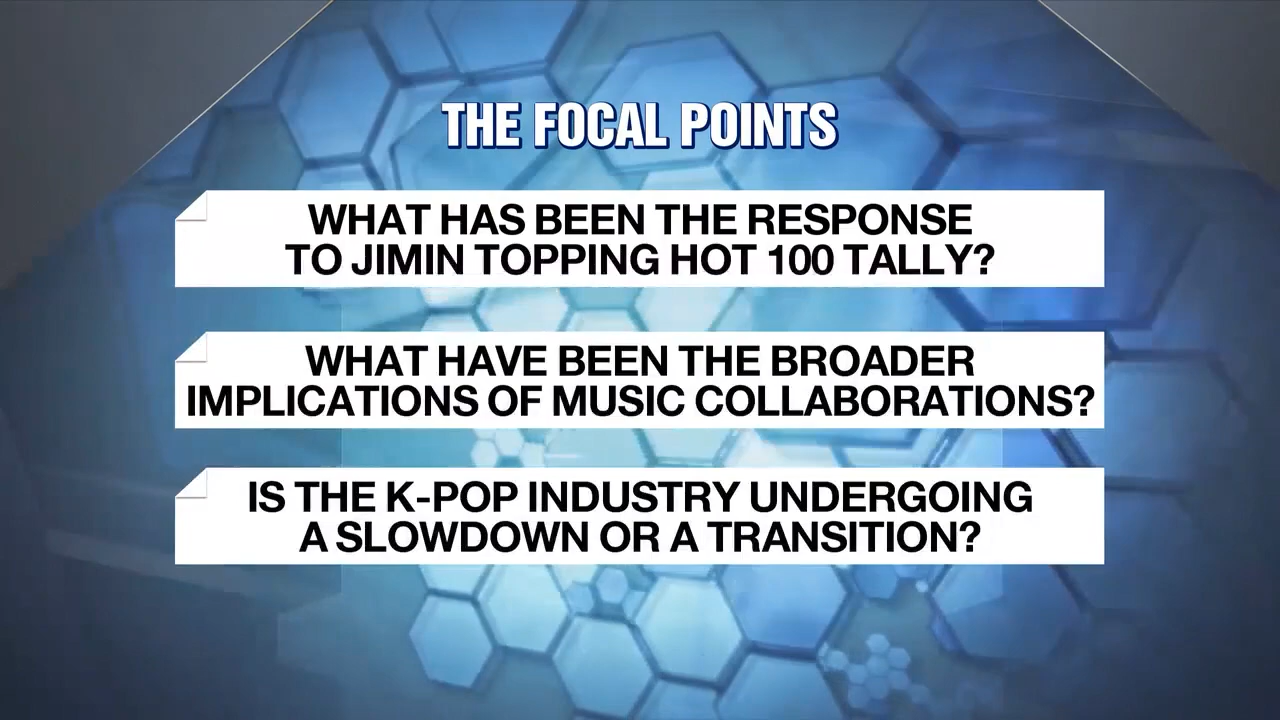 THE FOCAL POINTS
WHAT HAS BEEN THE RESPONSE
TO JIMIN TOPPING HOT 100 TALLY?
WHAT HAVE BEEN THE BROADER
IMPLICATIONS OF MUSIC COLLABORATIONS?
IS THE K-POP INDUSTRY UNDERGOING
A SLOWDOWN OR A TRANSITION?